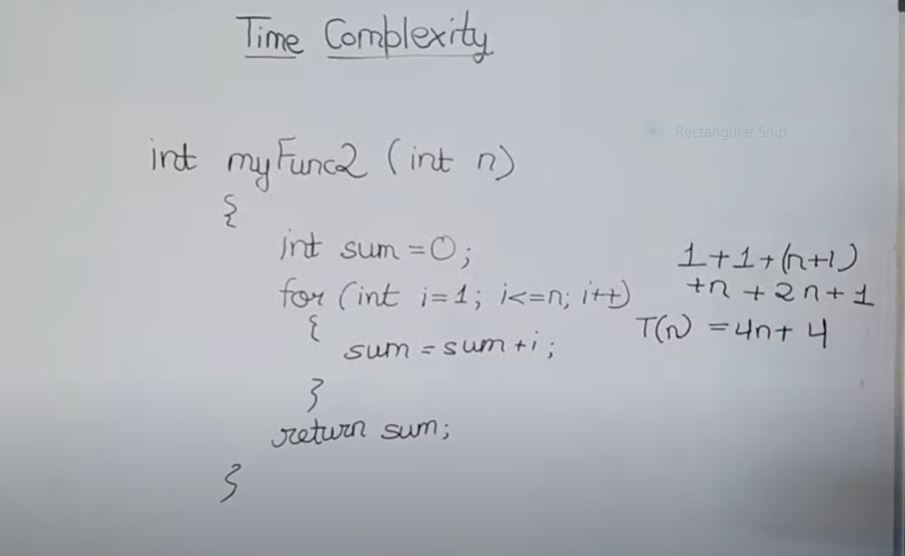 Time Complexity
Rectangular Snip
int myFunc2 (int n)
{
int sum = 0;
for (int i=1; i<=n; i++)
{
sum = sum + i;
}
return sum;
}
1+1+(n+1)
+n + 2n + 1
T(n) = 4n + 4